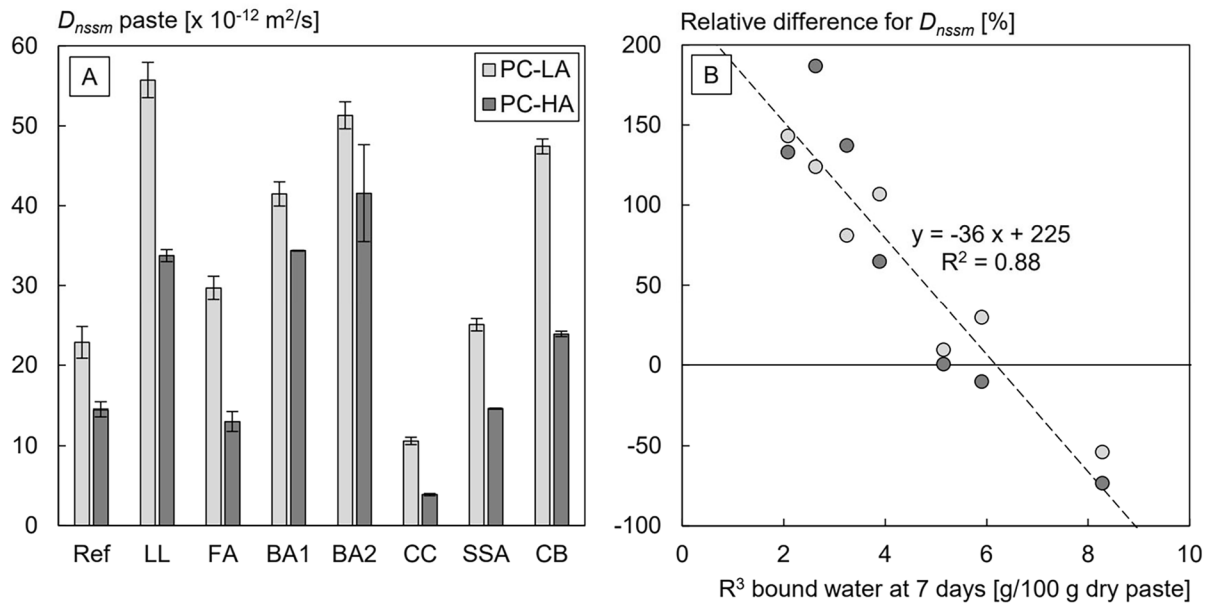 D_nssm paste [x 10⁻¹² m²/s]
60
50
40
30
20
10
0
A
PC-LA
PC-HA
Ref LL FA BA1 BA2 CC SSA CB
Relative difference for D_nssm [%]
200
150
100
50
0
-50
-100
B
y = -36 x + 225
R² = 0.88
0 2 4 6 8 10
R³ bound water at 7 days [g/100 g dry paste]